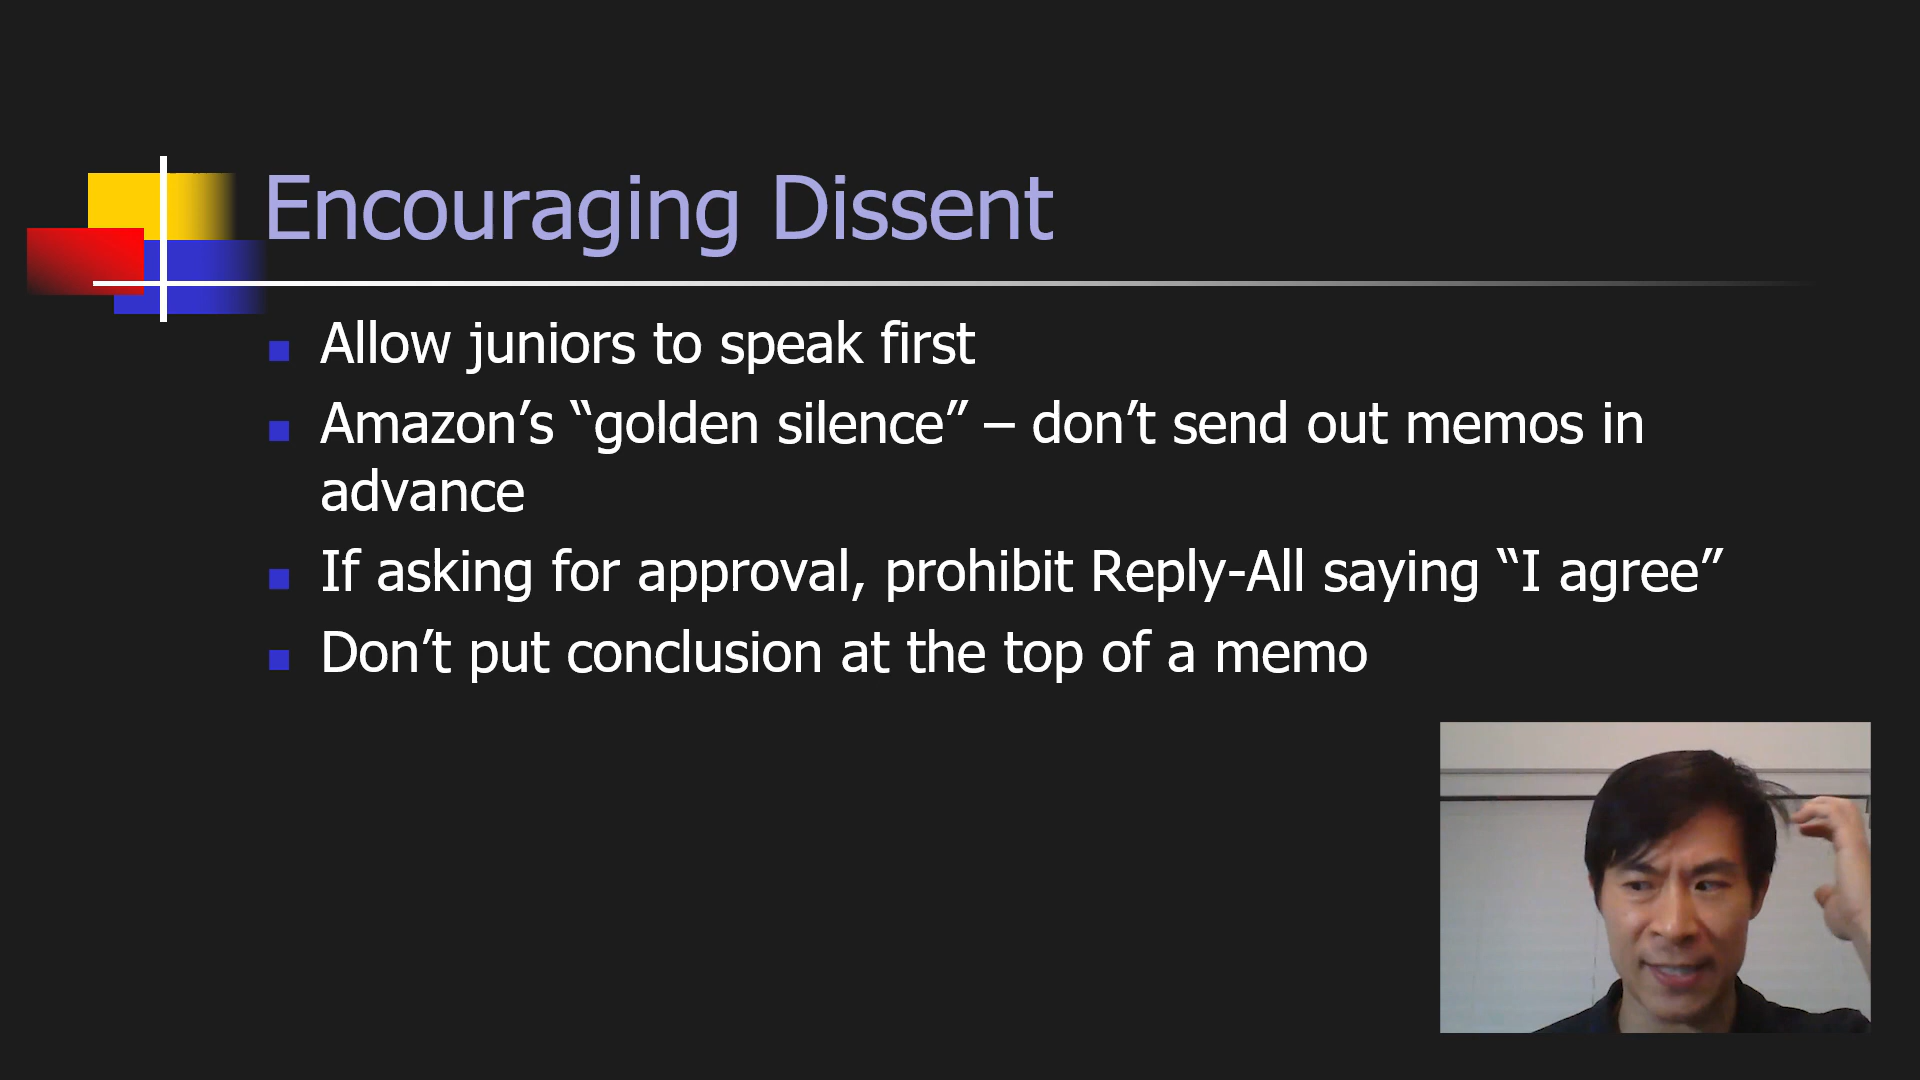 Encouraging Dissent
Allow juniors to speak first
Amazon’s “golden silence” – don’t send out memos in
advance
If asking for approval, prohibit Reply-All saying “I agree”
Don’t put conclusion at the top of a memo